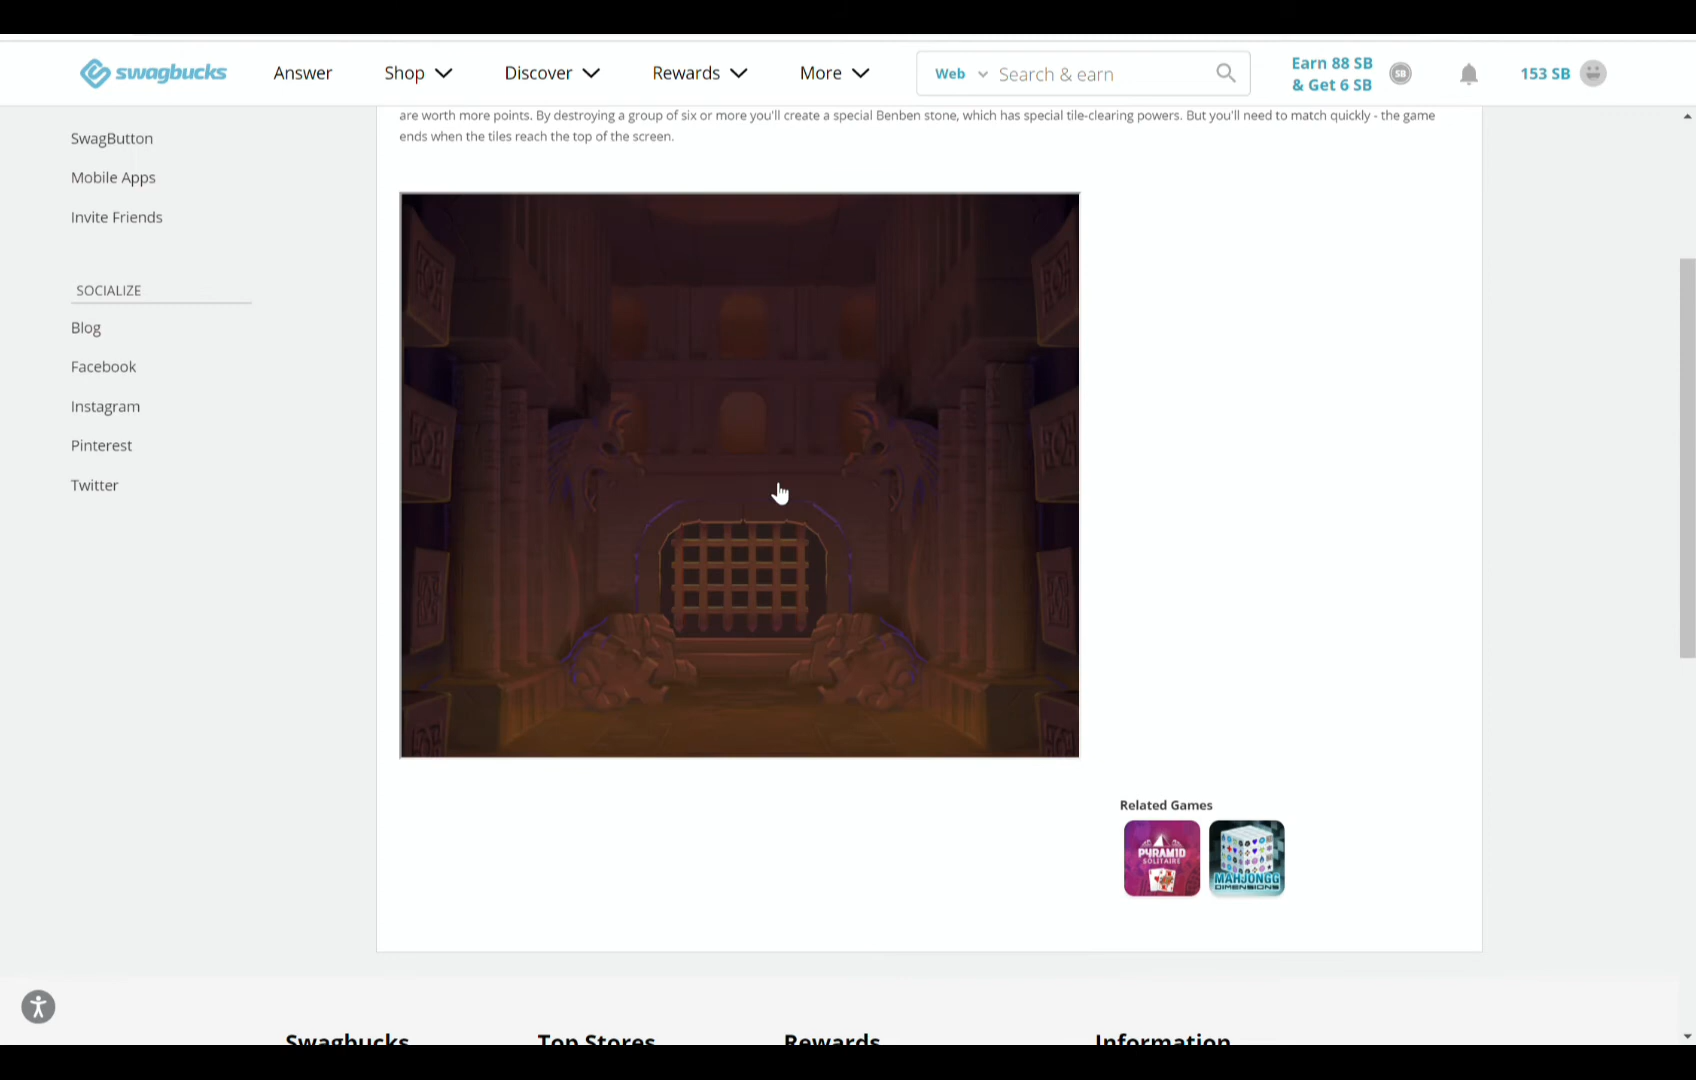 swagbucks
Answer
Shop
Discover
Rewards
More
Web
Search & earn
Earn 88 SB
& Get 6 SB
SB
153 SB
are worth more points. By destroying a group of six or more you'll create a special Benben stone, which has special tile-clearing powers. But you'll need to match quickly - the game
ends when the tiles reach the top of the screen.
SwagButton
Mobile Apps
Invite Friends
SOCIALIZE
Blog
Facebook
Instagram
Pinterest
Twitter
Related Games
PYRAMID
SOLITAIRE
MAHJONGG
DIMENSIONS
Swagbucks
Top Stores
Rewards
Information